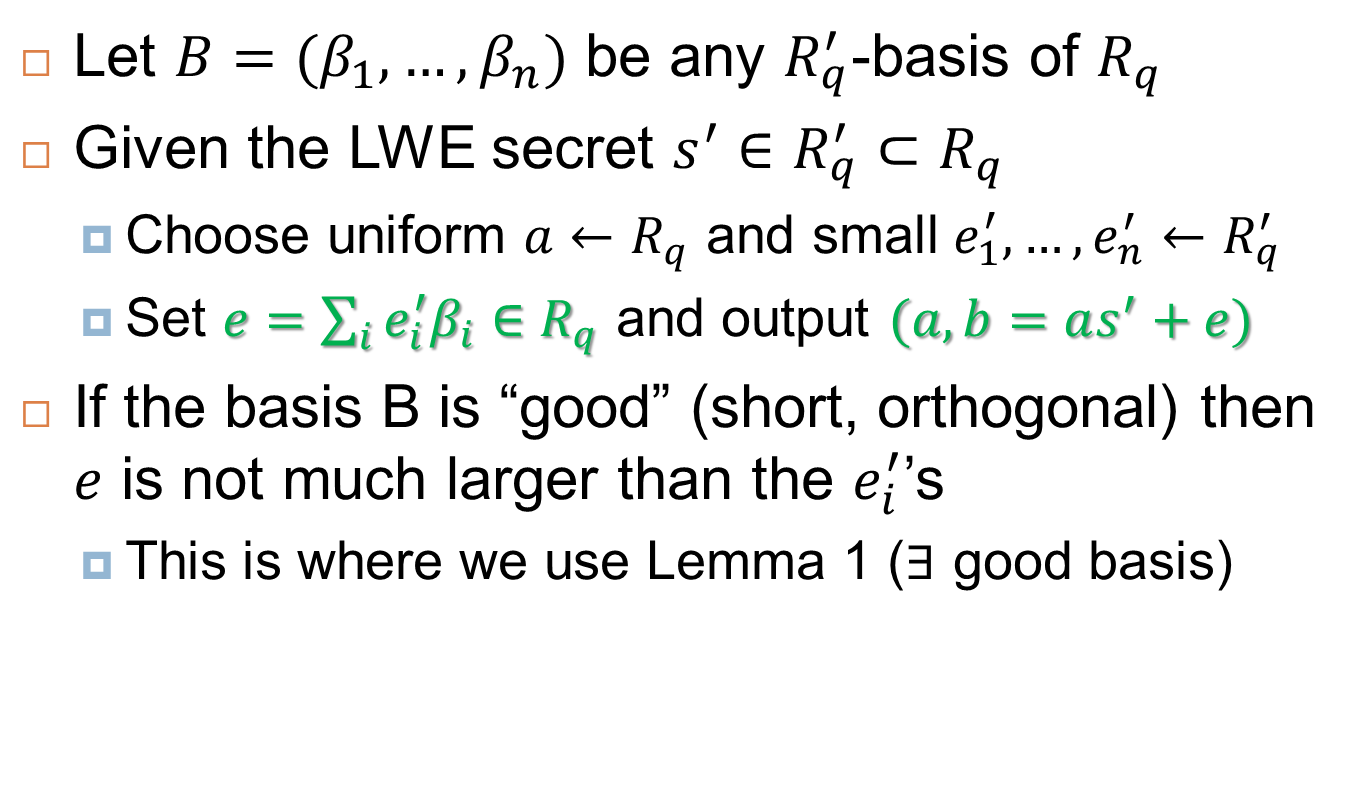 Let B = (β₁, … , βₙ) be any R′_q-basis of R_q
Given the LWE secret s′ ∈ R′_q ⊂ R_q
Choose uniform a ← R_q and small e′₁, … , e′ₙ ← R′_q
Set e = ∑ᵢ e′ᵢβᵢ ∈ R_q and output (a, b = as′ + e)
If the basis B is “good” (short, orthogonal) then
e is not much larger than the e′ᵢ’s
This is where we use Lemma 1 (∃ good basis)